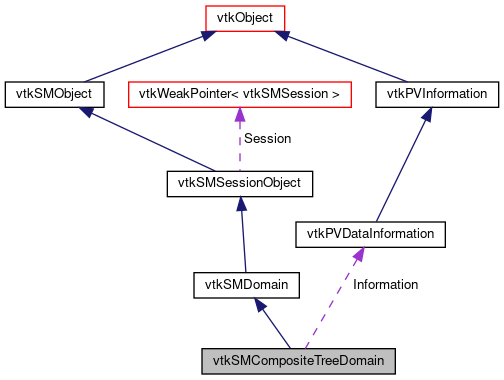 vtkObject
vtkSMObject
vtkWeakPointer< vtkSMSession >
vtkPVInformation
Session
vtkSMSessionObject
vtkPVDataInformation
vtkSMDomain
Information
vtkSMCompositeTreeDomain